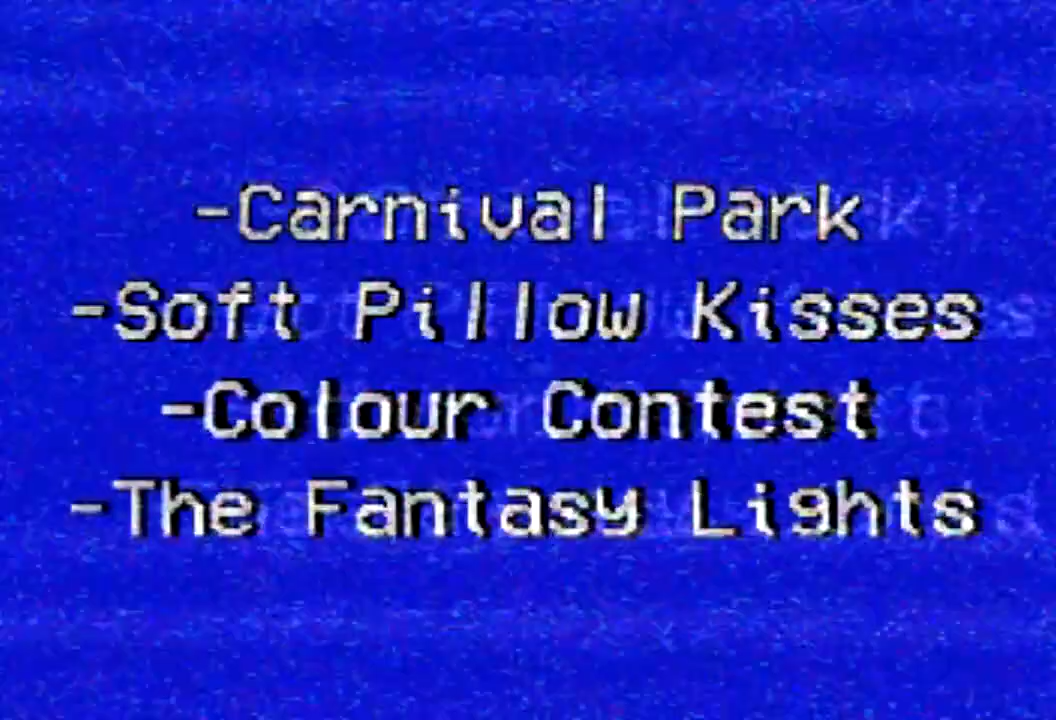 -Carnival Park
-Soft Pillow Kisses
-Colour Contest
-The Fantasy Lights